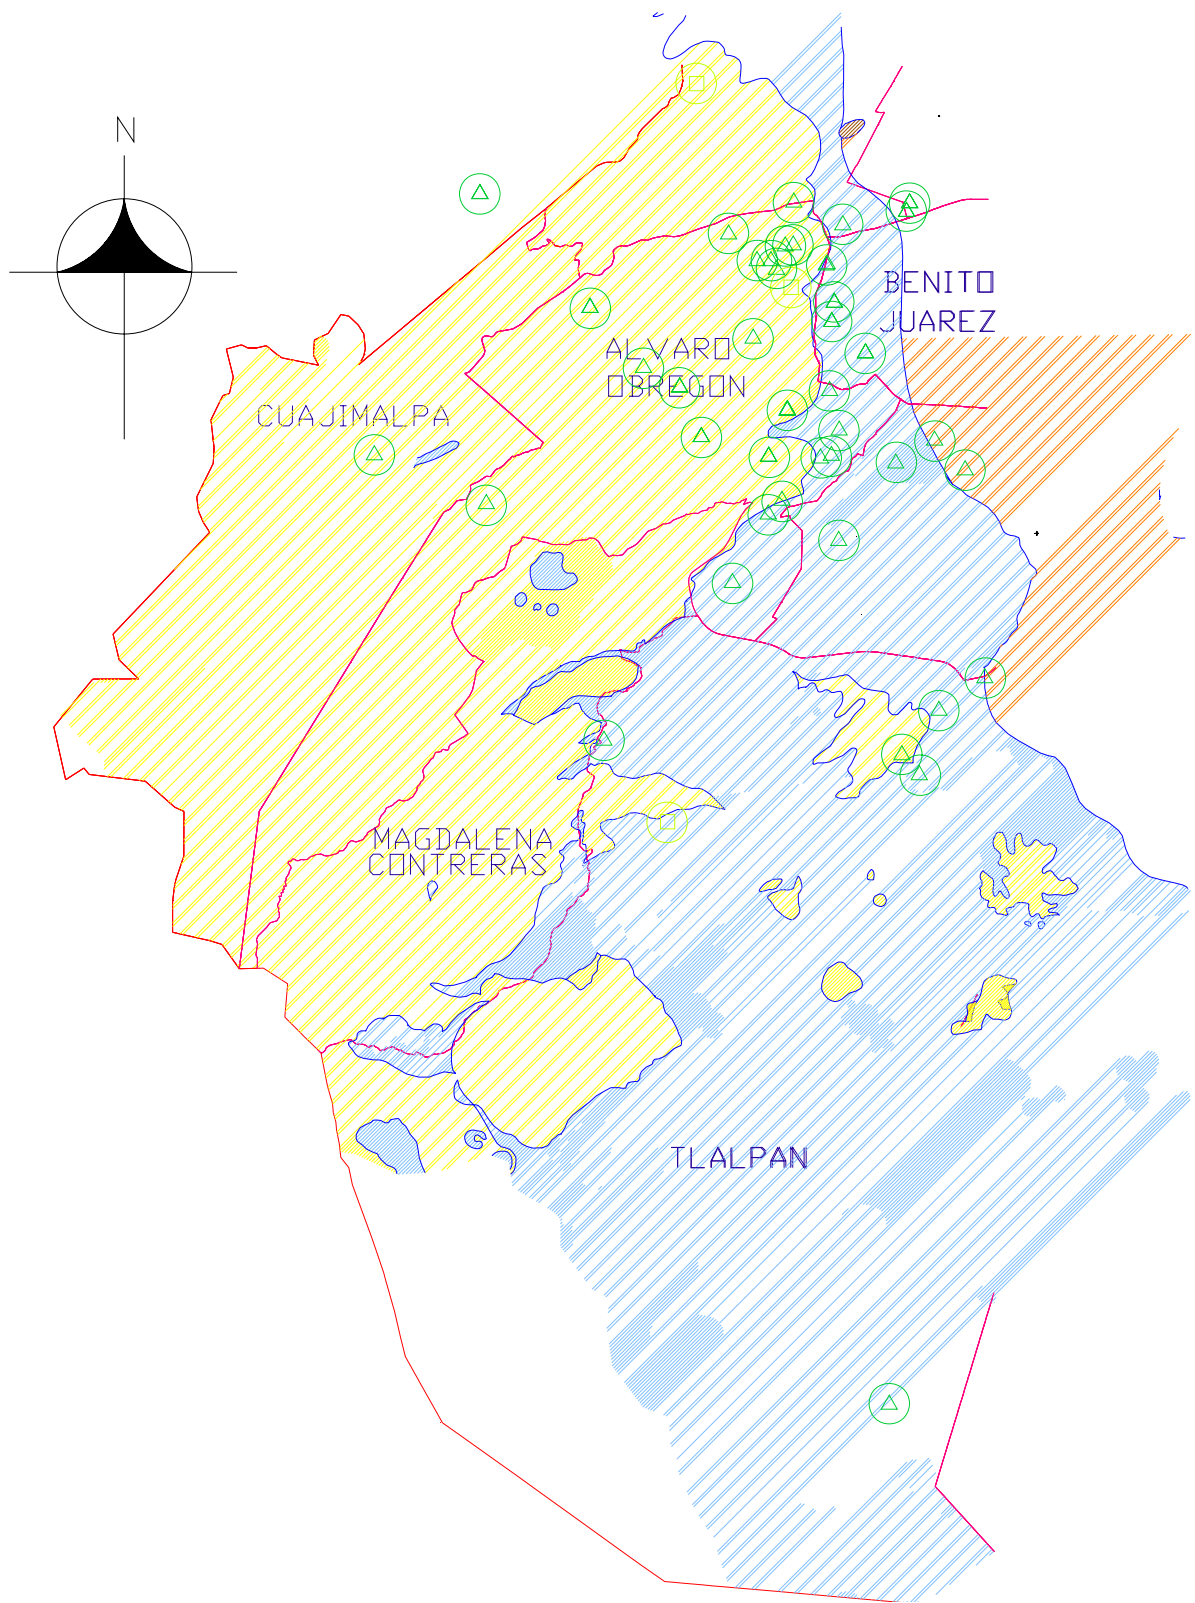 N
BENITO
JUAREZ
ALVARO
OBREGON
CUAJIMALPA
MAGDALENA
CONTRERAS
TLALPAN